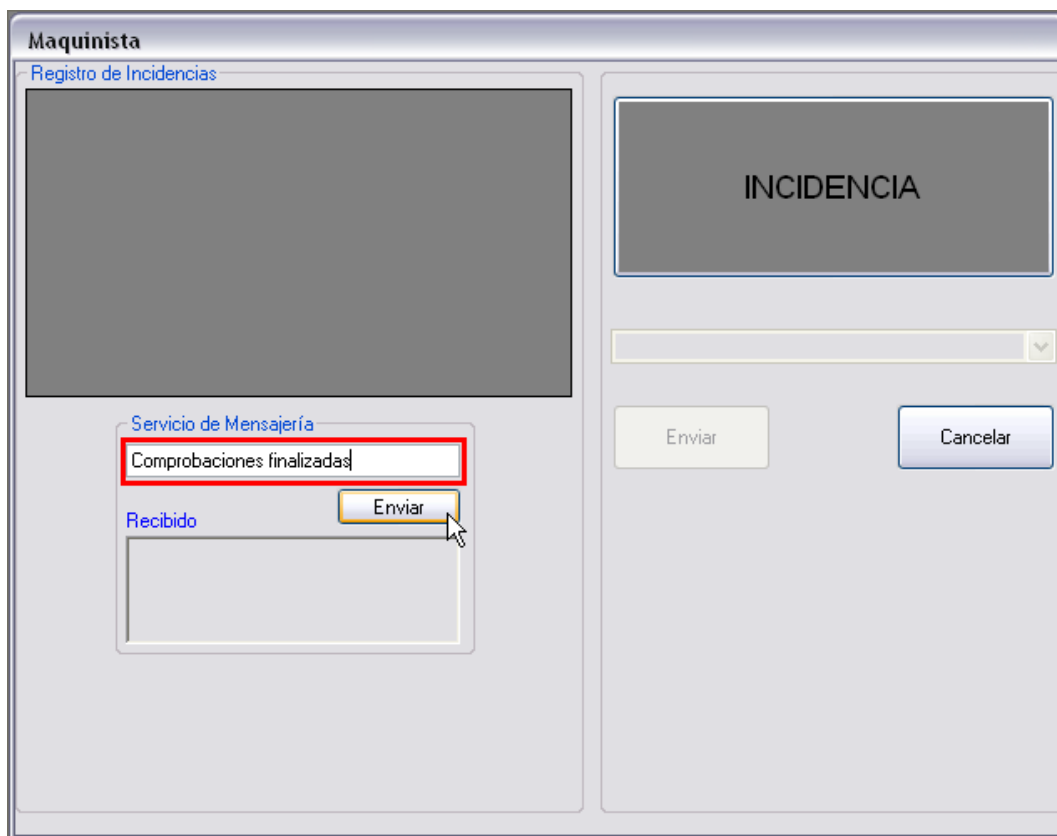 Maquinista
Registro de Incidencias
INCIDENCIA
Servicio de Mensajería
Comprobaciones finalizadas
Enviar
Recibido
Enviar
Cancelar